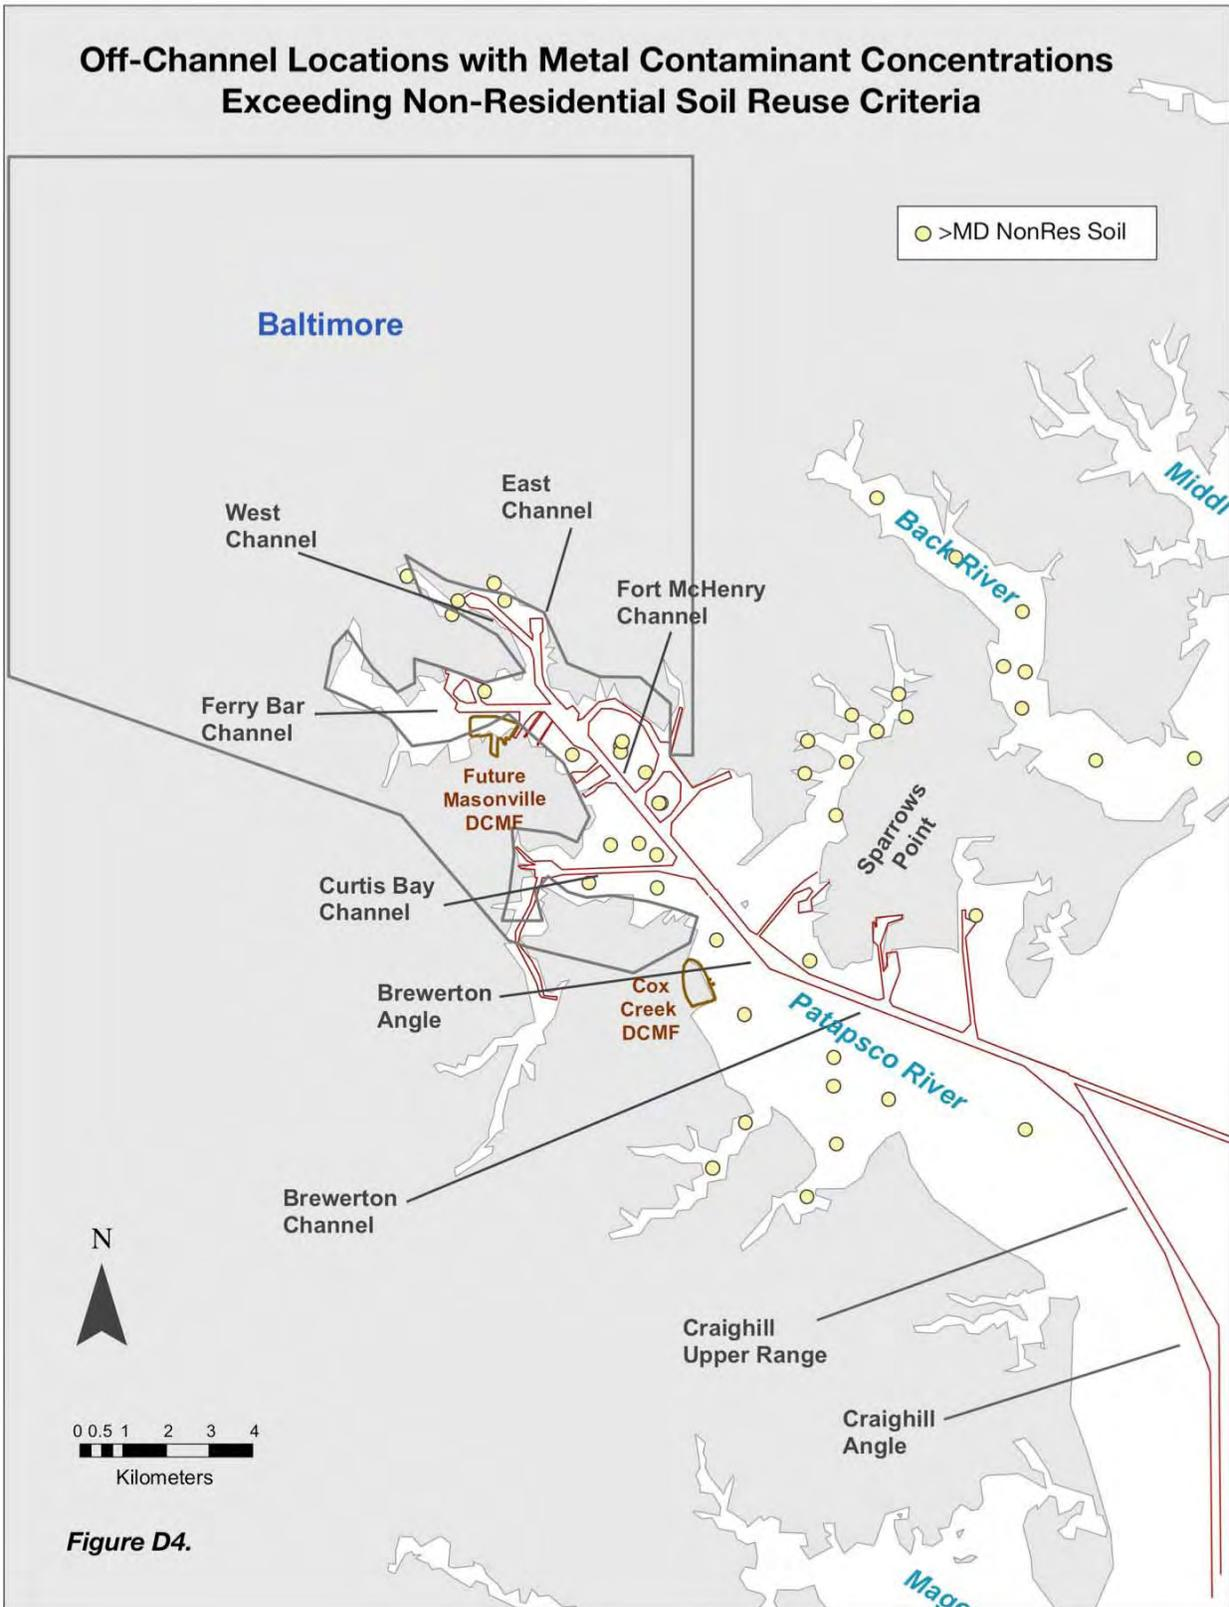 Off-Channel Locations with Metal Contaminant Concentrations
Exceeding Non-Residential Soil Reuse Criteria
>MD NonRes Soil
Baltimore
Middl
Back River
East
Channel
West
Channel
Fort McHenry
Channel
Ferry Bar
Channel
Future
Masonville
DCMF
Sparrows
Point
Curtis Bay
Channel
Brewerton
Angle
Cox
Creek
DCMF
Patapsco River
Brewerton
Channel
N
Craighill
Upper Range
Craighill
Angle
0 0.5 1 2 3 4
Kilometers
Figure D4.
Mago